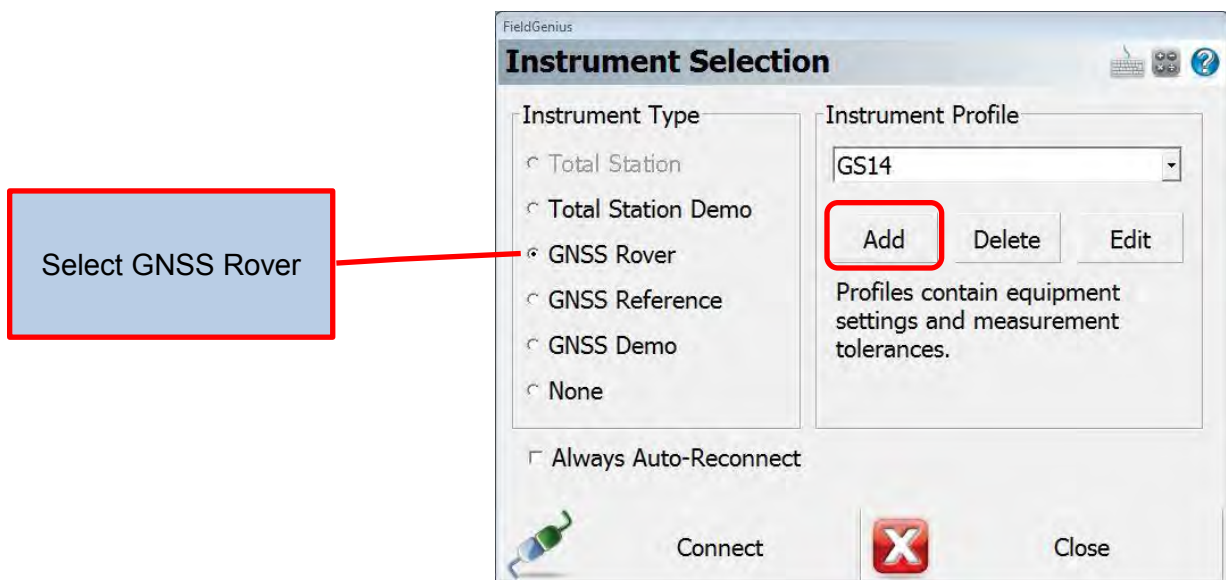 FieldGenius
Instrument Selection
Select GNSS Rover
Instrument Type
Total Station
Total Station Demo
GNSS Rover
GNSS Reference
GNSS Demo
None
Instrument Profile
GS14
Add Delete Edit
Profiles contain equipment
settings and measurement
tolerances.
Always Auto-Reconnect
Connect Close